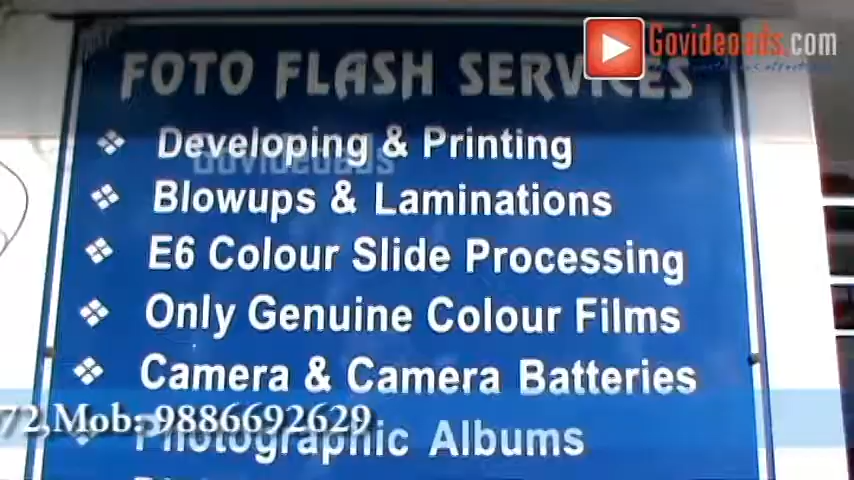 Govideoads.com
FOTO FLASH SERVICES
Developing & Printing
Govideoads
Blowups & Laminations
E6 Colour Slide Processing
Only Genuine Colour Films
Camera & Camera Batteries
72,Mob: 9886692629
Photographic Albums